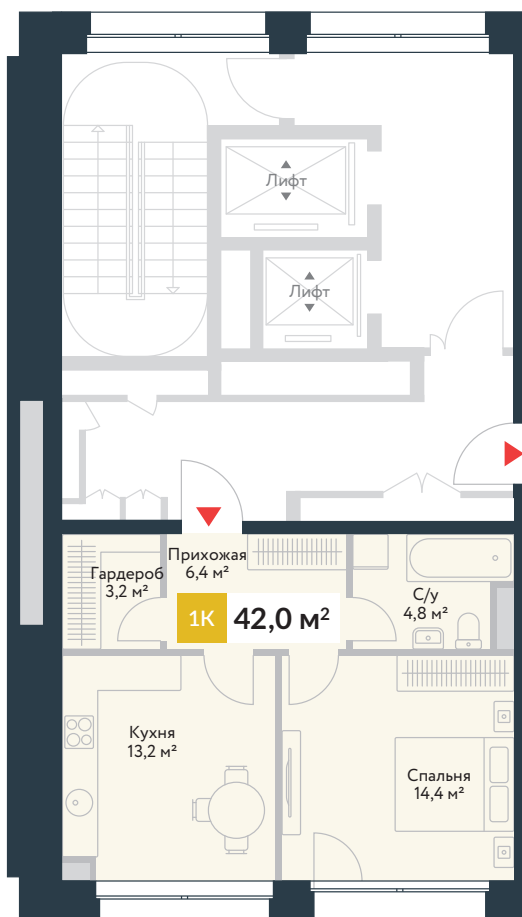 Лифт
Лифт
Прихожая
6,4 м²
Гардероб
3,2 м²
С/у
4,8 м²
1К 42,0 м²
Кухня
13,2 м²
Спальня
14,4 м²